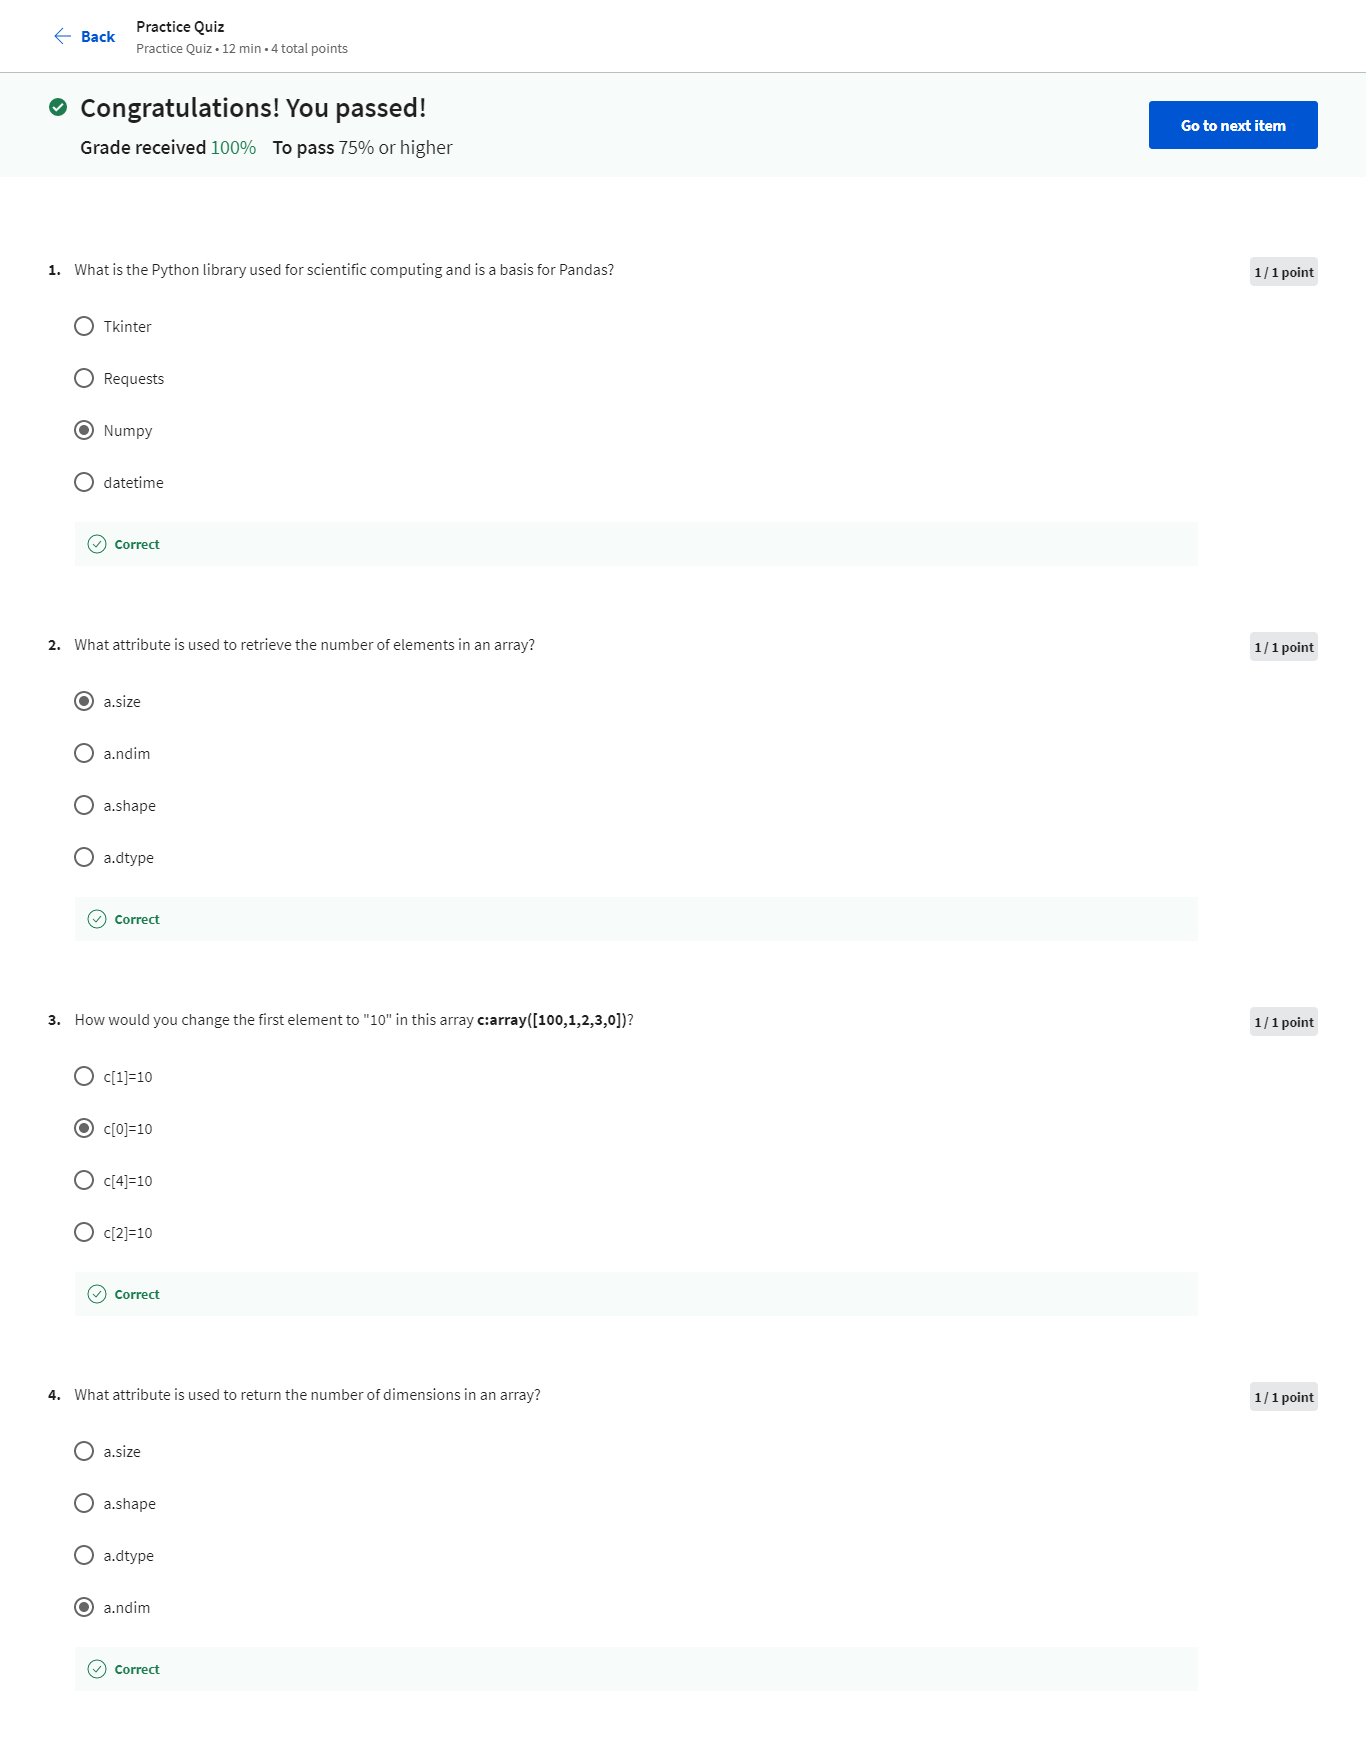 Back
Practice Quiz
Practice Quiz • 12 min • 4 total points
Congratulations! You passed!
Grade received 100% To pass 75% or higher
Go to next item
1. What is the Python library used for scientific computing and is a basis for Pandas?
1 / 1 point
Tkinter
Requests
Numpy
datetime
Correct
2. What attribute is used to retrieve the number of elements in an array?
1 / 1 point
a.size
a.ndim
a.shape
a.dtype
Correct
3. How would you change the first element to "10" in this array c:array([100,1,2,3,0])?
1 / 1 point
c[1]=10
c[0]=10
c[4]=10
c[2]=10
Correct
4. What attribute is used to return the number of dimensions in an array?
1 / 1 point
a.size
a.shape
a.dtype
a.ndim
Correct